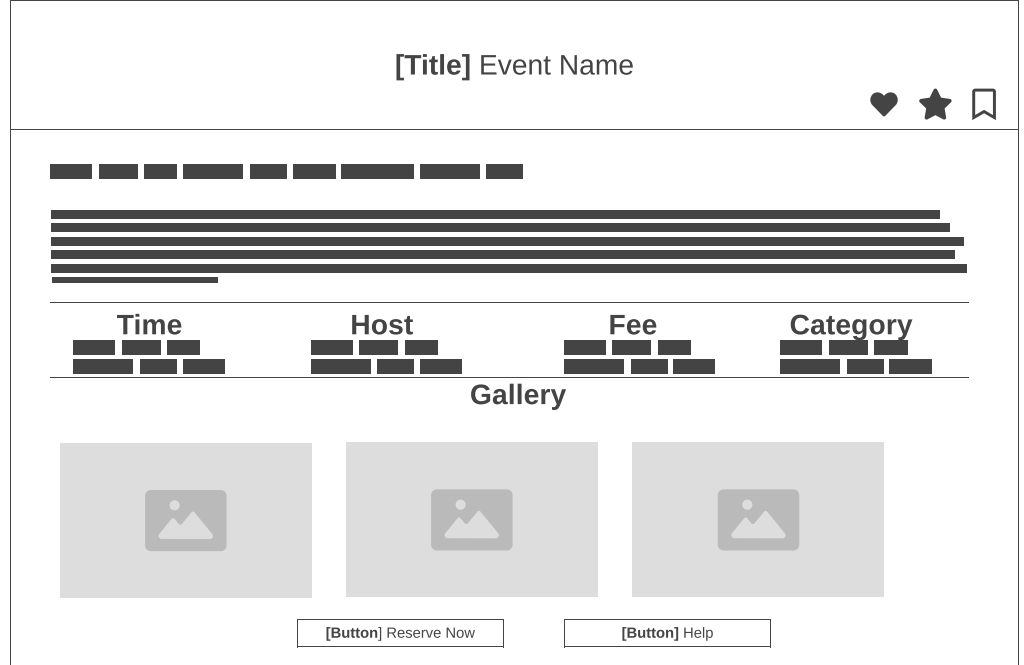 [Title] Event Name
Time Host Fee Category
Gallery
[Button] Reserve Now [Button] Help